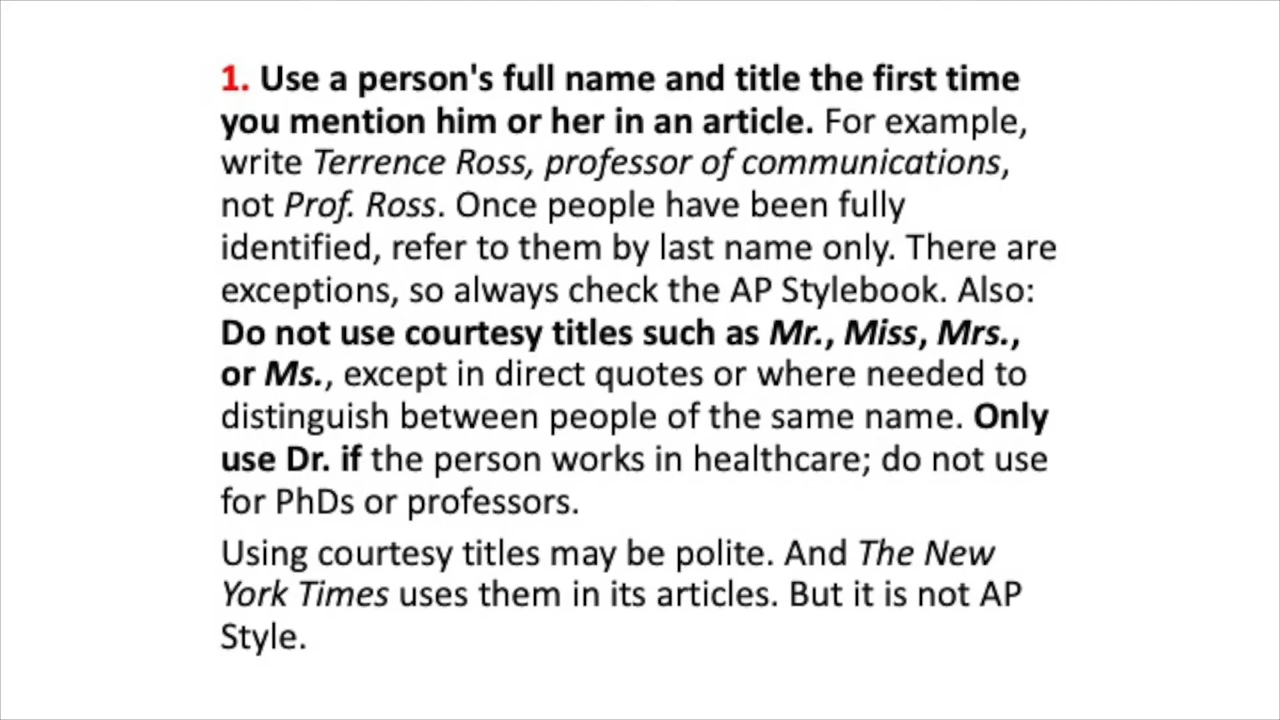 1. Use a person's full name and title the first time
you mention him or her in an article. For example,
write Terrence Ross, professor of communications,
not Prof. Ross. Once people have been fully
identified, refer to them by last name only. There are
exceptions, so always check the AP Stylebook. Also:
Do not use courtesy titles such as Mr., Miss, Mrs.,
or Ms., except in direct quotes or where needed to
distinguish between people of the same name. Only
use Dr. if the person works in healthcare; do not use
for PhDs or professors.
Using courtesy titles may be polite. And The New
York Times uses them in its articles. But it is not AP
Style.